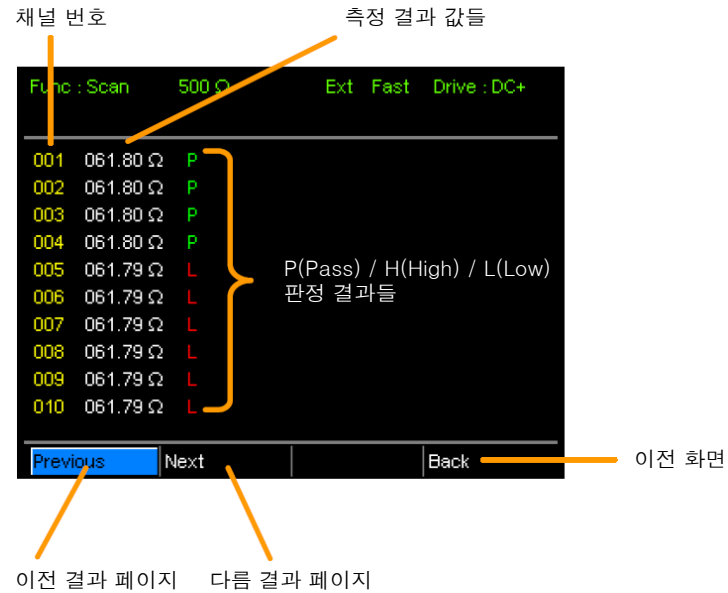 채널 번호 측정 결과 값들
Func : Scan 500 Ω Ext Fast Drive : DC+
001 061.80 Ω P
002 061.80 Ω P
003 061.80 Ω P
004 061.80 Ω P
005 061.79 Ω L
006 061.79 Ω L
007 061.79 Ω L
008 061.79 Ω L
009 061.79 Ω L
010 061.79 Ω L
P(Pass) / H(High) / L(Low)
판정 결과들
Previous Next Back 이전 화면
이전 결과 페이지 다름 결과 페이지